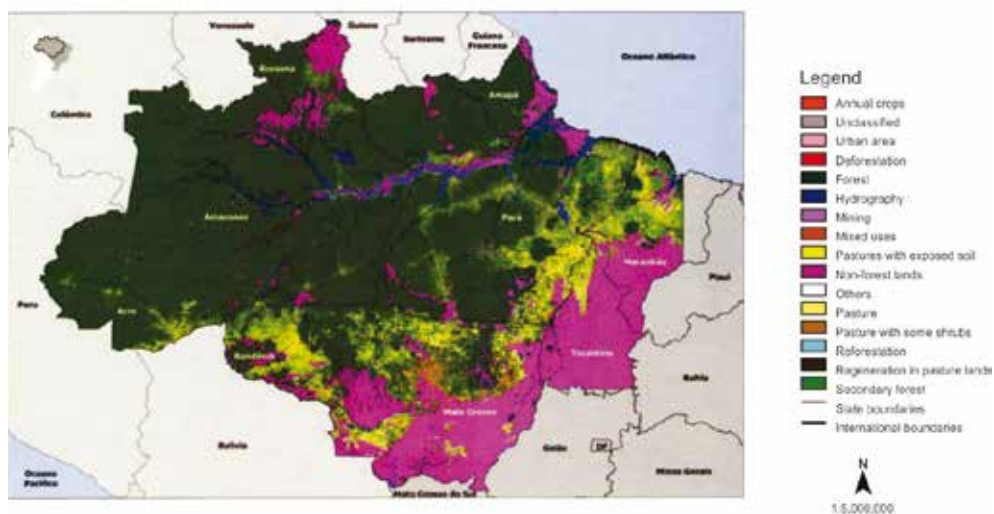 Venezuela
Guiana
Suriname
Guiana
Francesa
Oceano Atlântico
Colômbia
Roraima
Amapá
Amazonas
Pará
Maranhão
Piauí
Peru
Acre
Rondônia
Tocantins
Mato Grosso
Bahia
Bolívia
Goiás
DF
Minas Gerais
Oceano
Pacífico
Mato Grosso do Sul
Legend
Annual crops
Unclassified
Urban area
Deforestation
Forest
Hydrography
Mining
Mixed uses
Pastures with exposed soil
Non-forest lands
Others
Pasture
Pasture with some shrubs
Reforestation
Regeneration in pasture lands
Secondary forest
State boundaries
International boundaries
N
1:5,000,000